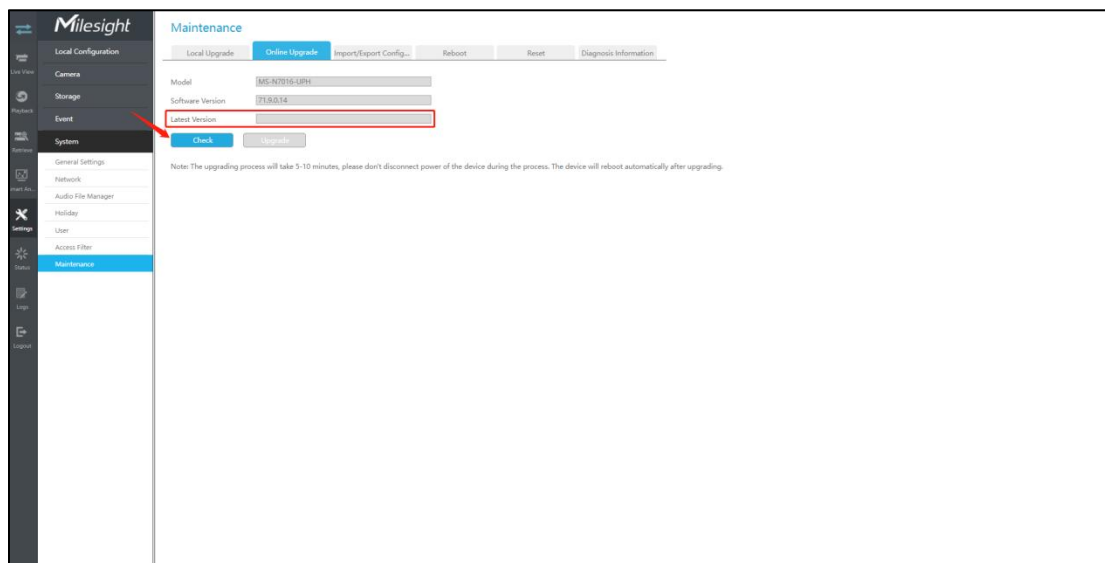 Milesight
Local Configuration
Live View
Camera
Storage
Playback
Event
Retrieve
System
General Settings
Network
Audio File Manager
Holiday
Settings
User
Access Filter
Status
Maintenance
Logs
Logout
Maintenance
Local Upgrade Online Upgrade Import/Export Config... Reboot Reset Diagnosis Information
Model MS-N7016-UPH
Software Version 71.9.0.14
Latest Version
Check Upgrade
Note: The upgrading process will take 5-10 minutes, please don't disconnect power of the device during the process. The device will reboot automatically after upgrading.